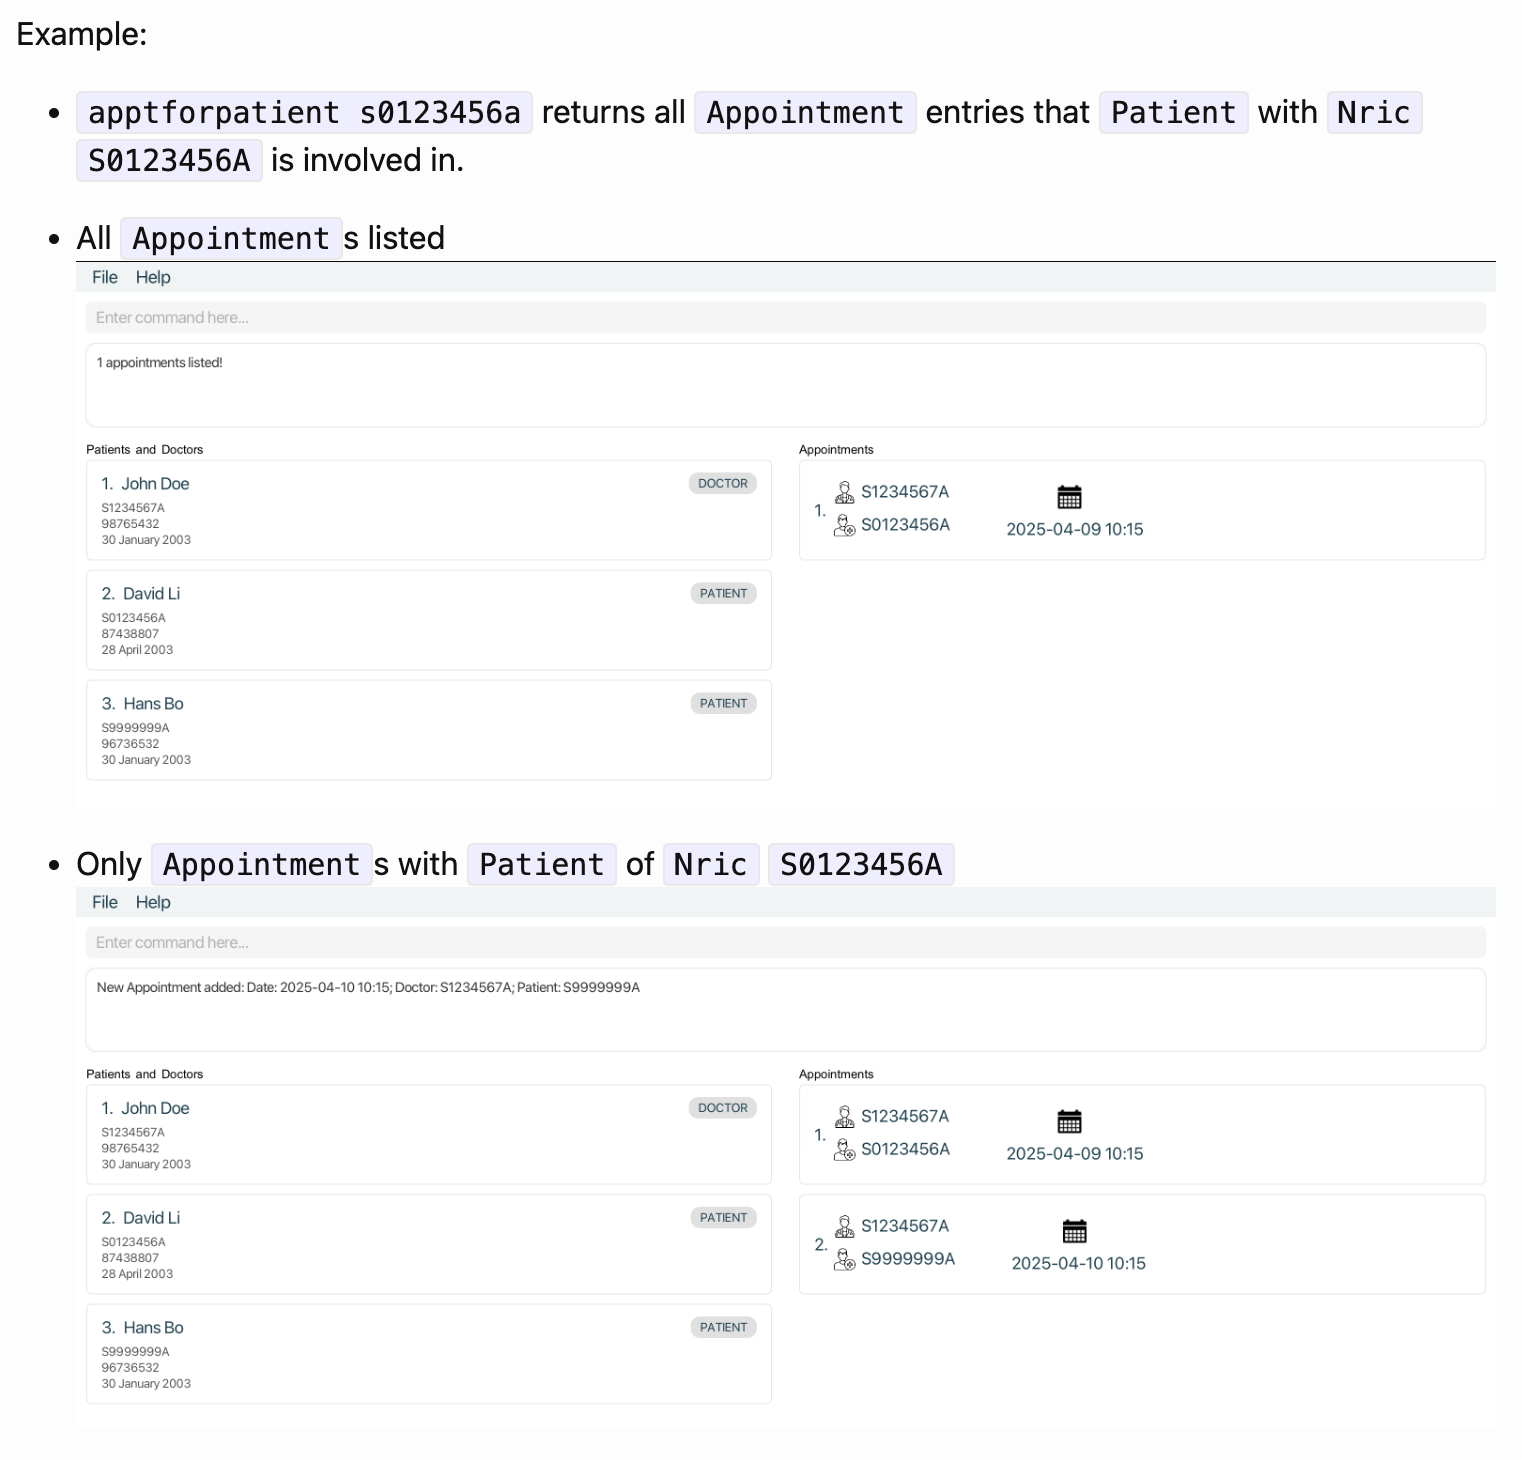 Example:
apptforpatient s0123456a returns all Appointment entries that Patient with Nric
S0123456A is involved in.
All Appointments listed
File Help
Enter command here...
1 appointments listed!
Patients and Doctors
1. John Doe DOCTOR
S1234567A
98765432
30 January 2003
2. David Li PATIENT
S0123456A
87438807
28 April 2003
3. Hans Bo PATIENT
S9999999A
96736532
30 January 2003
Appointments
1. S1234567A
S0123456A
2025-04-09 10:15
Only Appointments with Patient of Nric S0123456A
File Help
Enter command here...
New Appointment added: Date: 2025-04-10 10:15; Doctor: S1234567A; Patient: S9999999A
Patients and Doctors
1. John Doe DOCTOR
S1234567A
98765432
30 January 2003
2. David Li PATIENT
S0123456A
87438807
28 April 2003
3. Hans Bo PATIENT
S9999999A
96736532
30 January 2003
Appointments
1. S1234567A
S0123456A
2025-04-09 10:15
2. S1234567A
S9999999A
2025-04-10 10:15